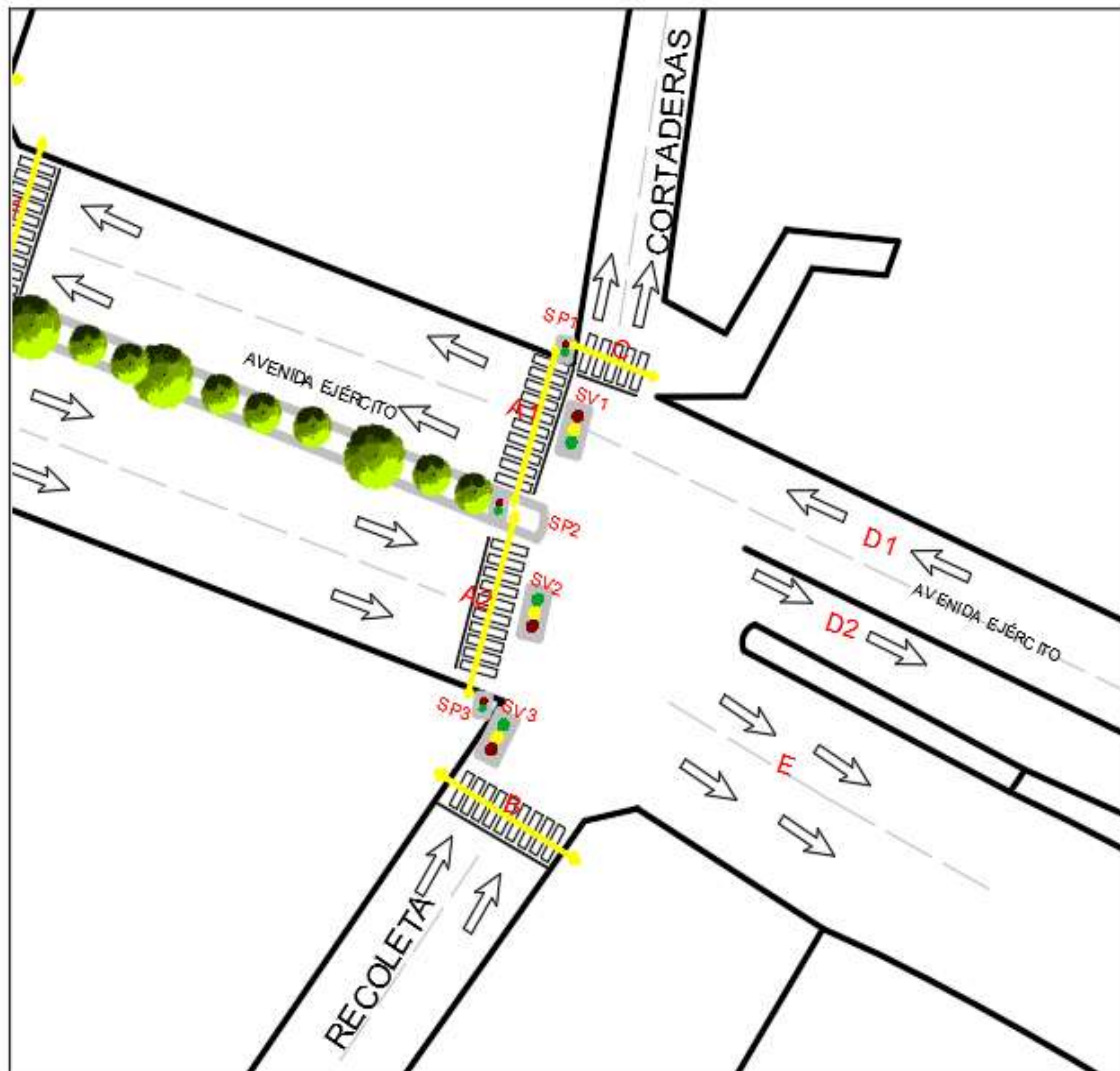 CORTADERAS
SP1
C
SV1
AVENIDA EJÉRCITO
A1
SP2
D1
SV2
A2
AVENIDA EJÉRCITO
D2
SP3
SV3
E
B
RECOLETA